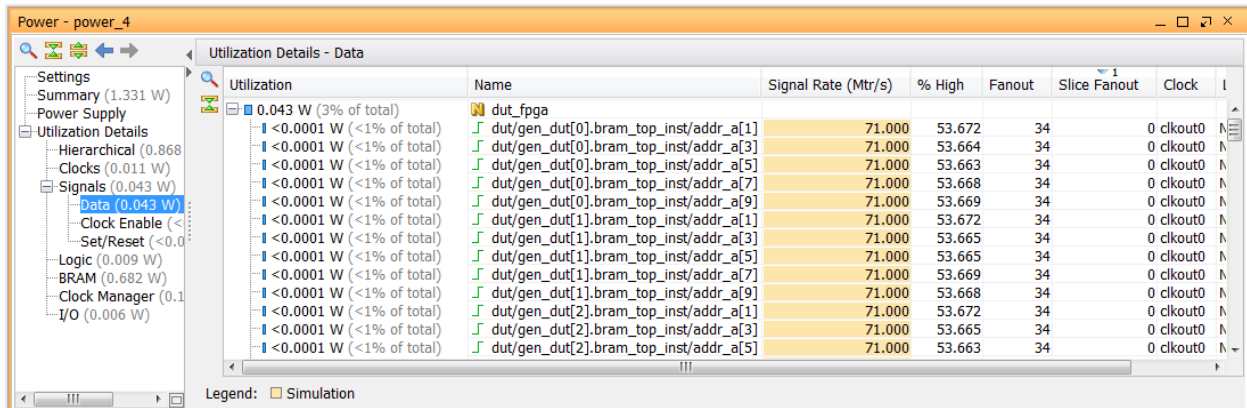 Power - power_4
Settings
Summary (1.331 W)
Power Supply
Utilization Details
Hierarchical (0.868
Clocks (0.011 W)
Signals (0.043 W)
Data (0.043 W)
Clock Enable (<
Set/Reset (<0.0
Logic (0.009 W)
BRAM (0.682 W)
Clock Manager (0.1
I/O (0.006 W)
Utilization Details - Data
Utilization Name Signal Rate (Mtr/s) % High Fanout Slice Fanout 1 Clock L
0.043 W (3% of total) dut_fpga
<0.0001 W (<1% of total) dut/gen_dut[0].bram_top_inst/addr_a[1] 71.000 53.672 34 0 clkout0 N
<0.0001 W (<1% of total) dut/gen_dut[0].bram_top_inst/addr_a[3] 71.000 53.664 34 0 clkout0 N
<0.0001 W (<1% of total) dut/gen_dut[0].bram_top_inst/addr_a[5] 71.000 53.663 34 0 clkout0 N
<0.0001 W (<1% of total) dut/gen_dut[0].bram_top_inst/addr_a[7] 71.000 53.668 34 0 clkout0 N
<0.0001 W (<1% of total) dut/gen_dut[0].bram_top_inst/addr_a[9] 71.000 53.669 34 0 clkout0 N
<0.0001 W (<1% of total) dut/gen_dut[1].bram_top_inst/addr_a[1] 71.000 53.672 34 0 clkout0 N
<0.0001 W (<1% of total) dut/gen_dut[1].bram_top_inst/addr_a[3] 71.000 53.665 34 0 clkout0 N
<0.0001 W (<1% of total) dut/gen_dut[1].bram_top_inst/addr_a[5] 71.000 53.665 34 0 clkout0 N
<0.0001 W (<1% of total) dut/gen_dut[1].bram_top_inst/addr_a[7] 71.000 53.669 34 0 clkout0 N
<0.0001 W (<1% of total) dut/gen_dut[1].bram_top_inst/addr_a[9] 71.000 53.668 34 0 clkout0 N
<0.0001 W (<1% of total) dut/gen_dut[2].bram_top_inst/addr_a[1] 71.000 53.672 34 0 clkout0 N
<0.0001 W (<1% of total) dut/gen_dut[2].bram_top_inst/addr_a[3] 71.000 53.665 34 0 clkout0 N
<0.0001 W (<1% of total) dut/gen_dut[2].bram_top_inst/addr_a[5] 71.000 53.663 34 0 clkout0 N
Legend: Simulation